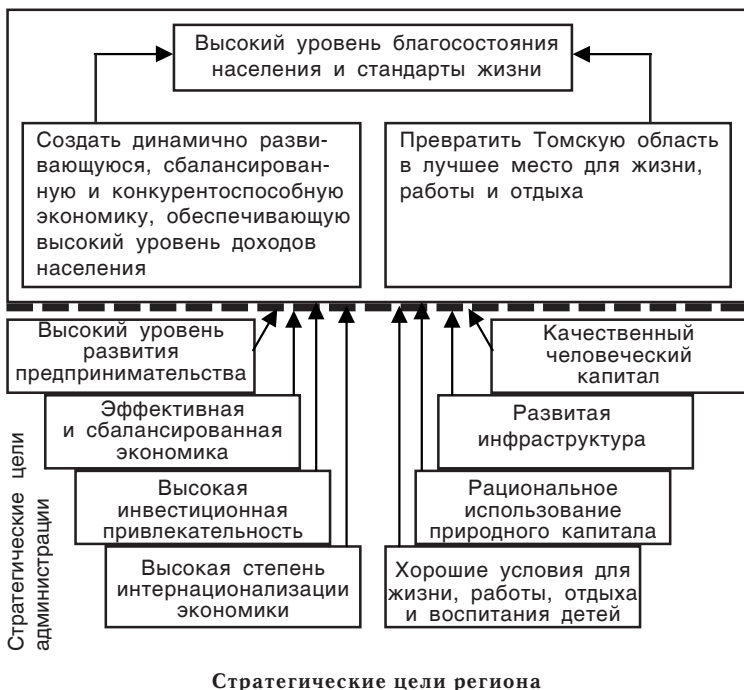 Высокий уровень благосостояния
населения и стандарты жизни
Создать динамично разви-
вающуюся, сбалансирован-
ную и конкурентоспособную
экономику, обеспечивающую
высокий уровень доходов
населения
Превратить Томскую область
в лучшее место для жизни,
работы и отдыха
Высокий уровень
развития
предпринимательства
Эффективная
и сбалансированная
экономика
Высокая
инвестиционная
привлекательность
Высокая степень
интернационализации
экономики
Качественный
человеческий
капитал
Развитая
инфраструктура
Рациональное
использование
природного капитала
Хорошие условия для
жизни, работы, отдыха
и воспитания детей
Стратегические цели
администрации
Стратегические цели региона